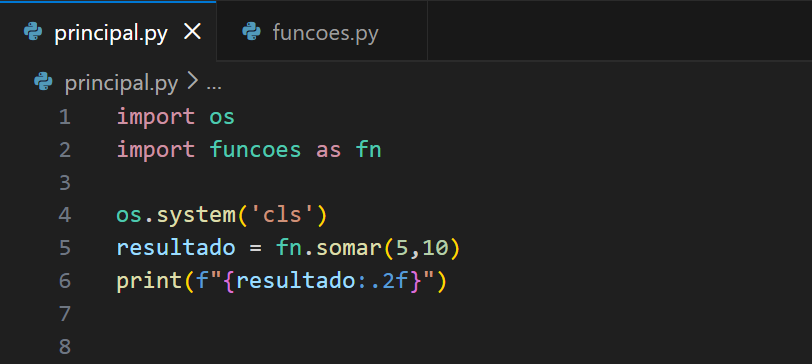 principal.py ✕ funcoes.py
principal.py > ...
1 import os
2 import funcoes as fn
3
4 os.system('cls')
5 resultado = fn.somar(5,10)
6 print(f"{resultado:.2f}")
7
8